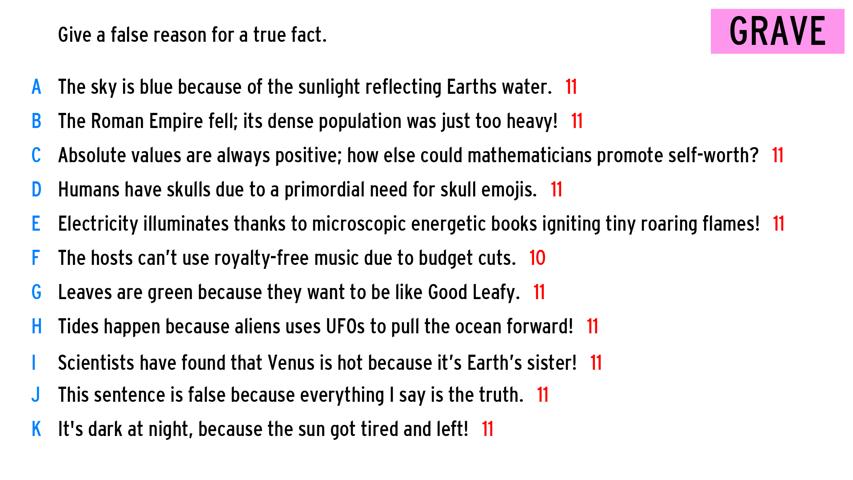 Give a false reason for a true fact.
GRAVE
A The sky is blue because of the sunlight reflecting Earths water. 11
B The Roman Empire fell; its dense population was just too heavy! 11
C Absolute values are always positive; how else could mathematicians promote self-worth? 11
D Humans have skulls due to a primordial need for skull emojis. 11
E Electricity illuminates thanks to microscopic energetic books igniting tiny roaring flames! 11
F The hosts can't use royalty-free music due to budget cuts. 10
G Leaves are green because they want to be like Good Leafy. 11
H Tides happen because aliens uses UFOs to pull the ocean forward! 11
I Scientists have found that Venus is hot because it's Earth's sister! 11
J This sentence is false because everything I say is the truth. 11
K It's dark at night, because the sun got tired and left! 11